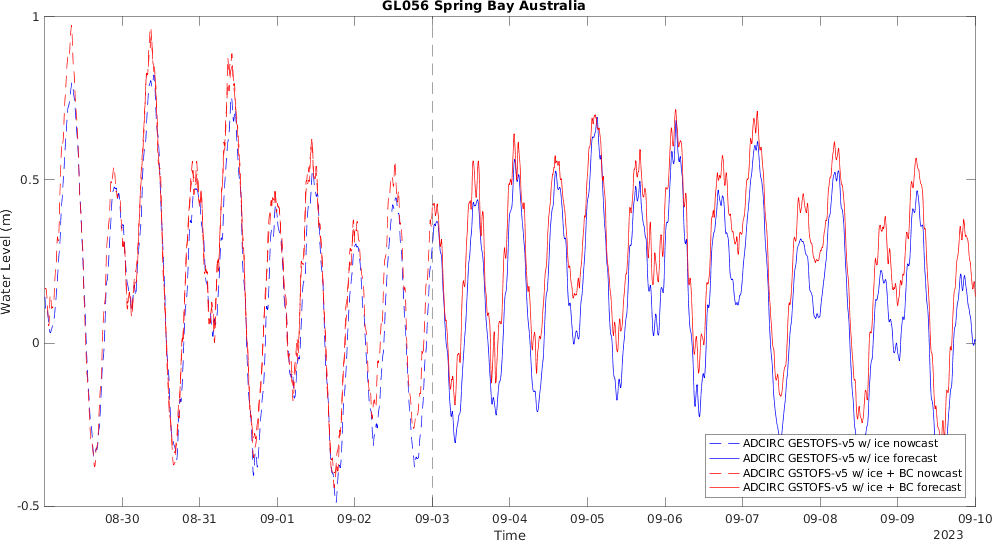 GL056 Spring Bay Australia
Water Level (m)
1
0.5
0
-0.5
ADCIRC GESTOFS-v5 w/ ice nowcast
ADCIRC GESTOFS-v5 w/ ice forecast
ADCIRC GSTOFS-v5 w/ ice + BC nowcast
ADCIRC GSTOFS-v5 w/ ice + BC forecast
08-30 08-31 09-01 09-02 09-03 09-04 09-05 09-06 09-07 09-08 09-09 09-10
Time
2023